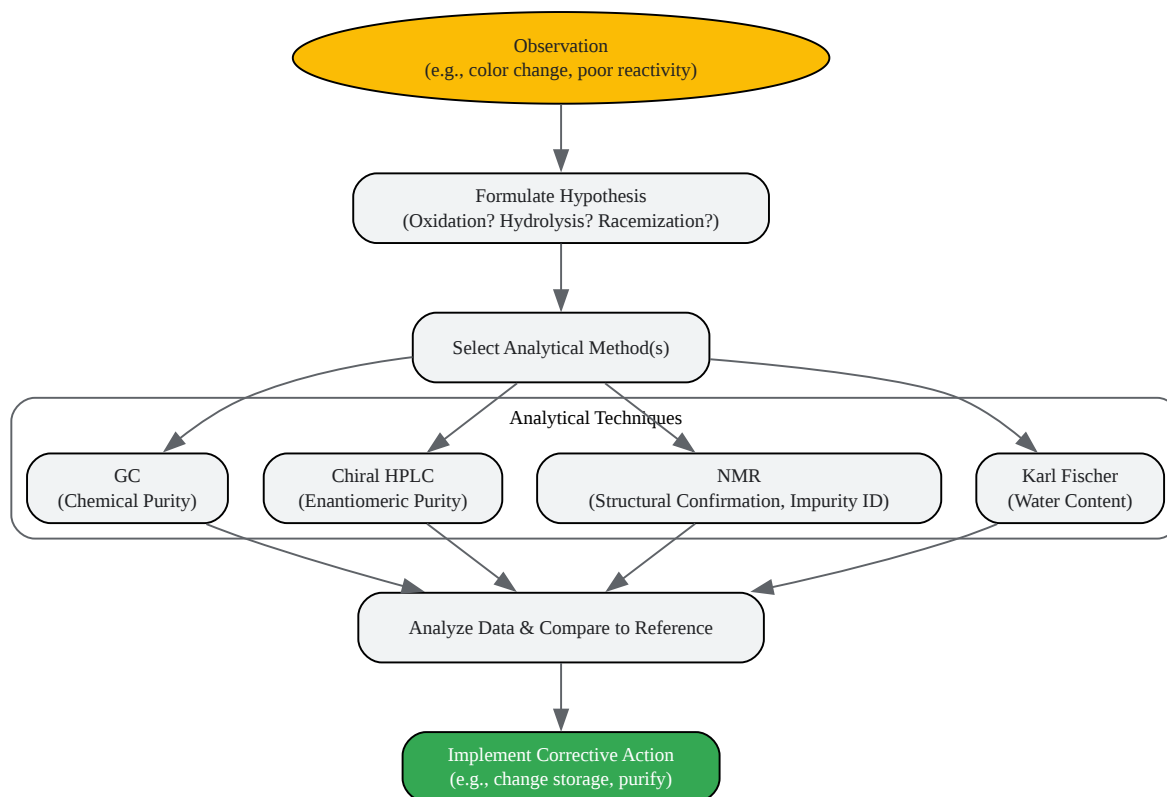 Observation
(e.g., color change, poor reactivity)
Formulate Hypothesis
(Oxidation? Hydrolysis? Racemization?)
Select Analytical Method(s)
Analytical Techniques
GC
(Chemical Purity)
Chiral HPLC
(Enantiomeric Purity)
NMR
(Structural Confirmation, Impurity ID)
Karl Fischer
(Water Content)
Analyze Data & Compare to Reference
Implement Corrective Action
(e.g., change storage, purify)